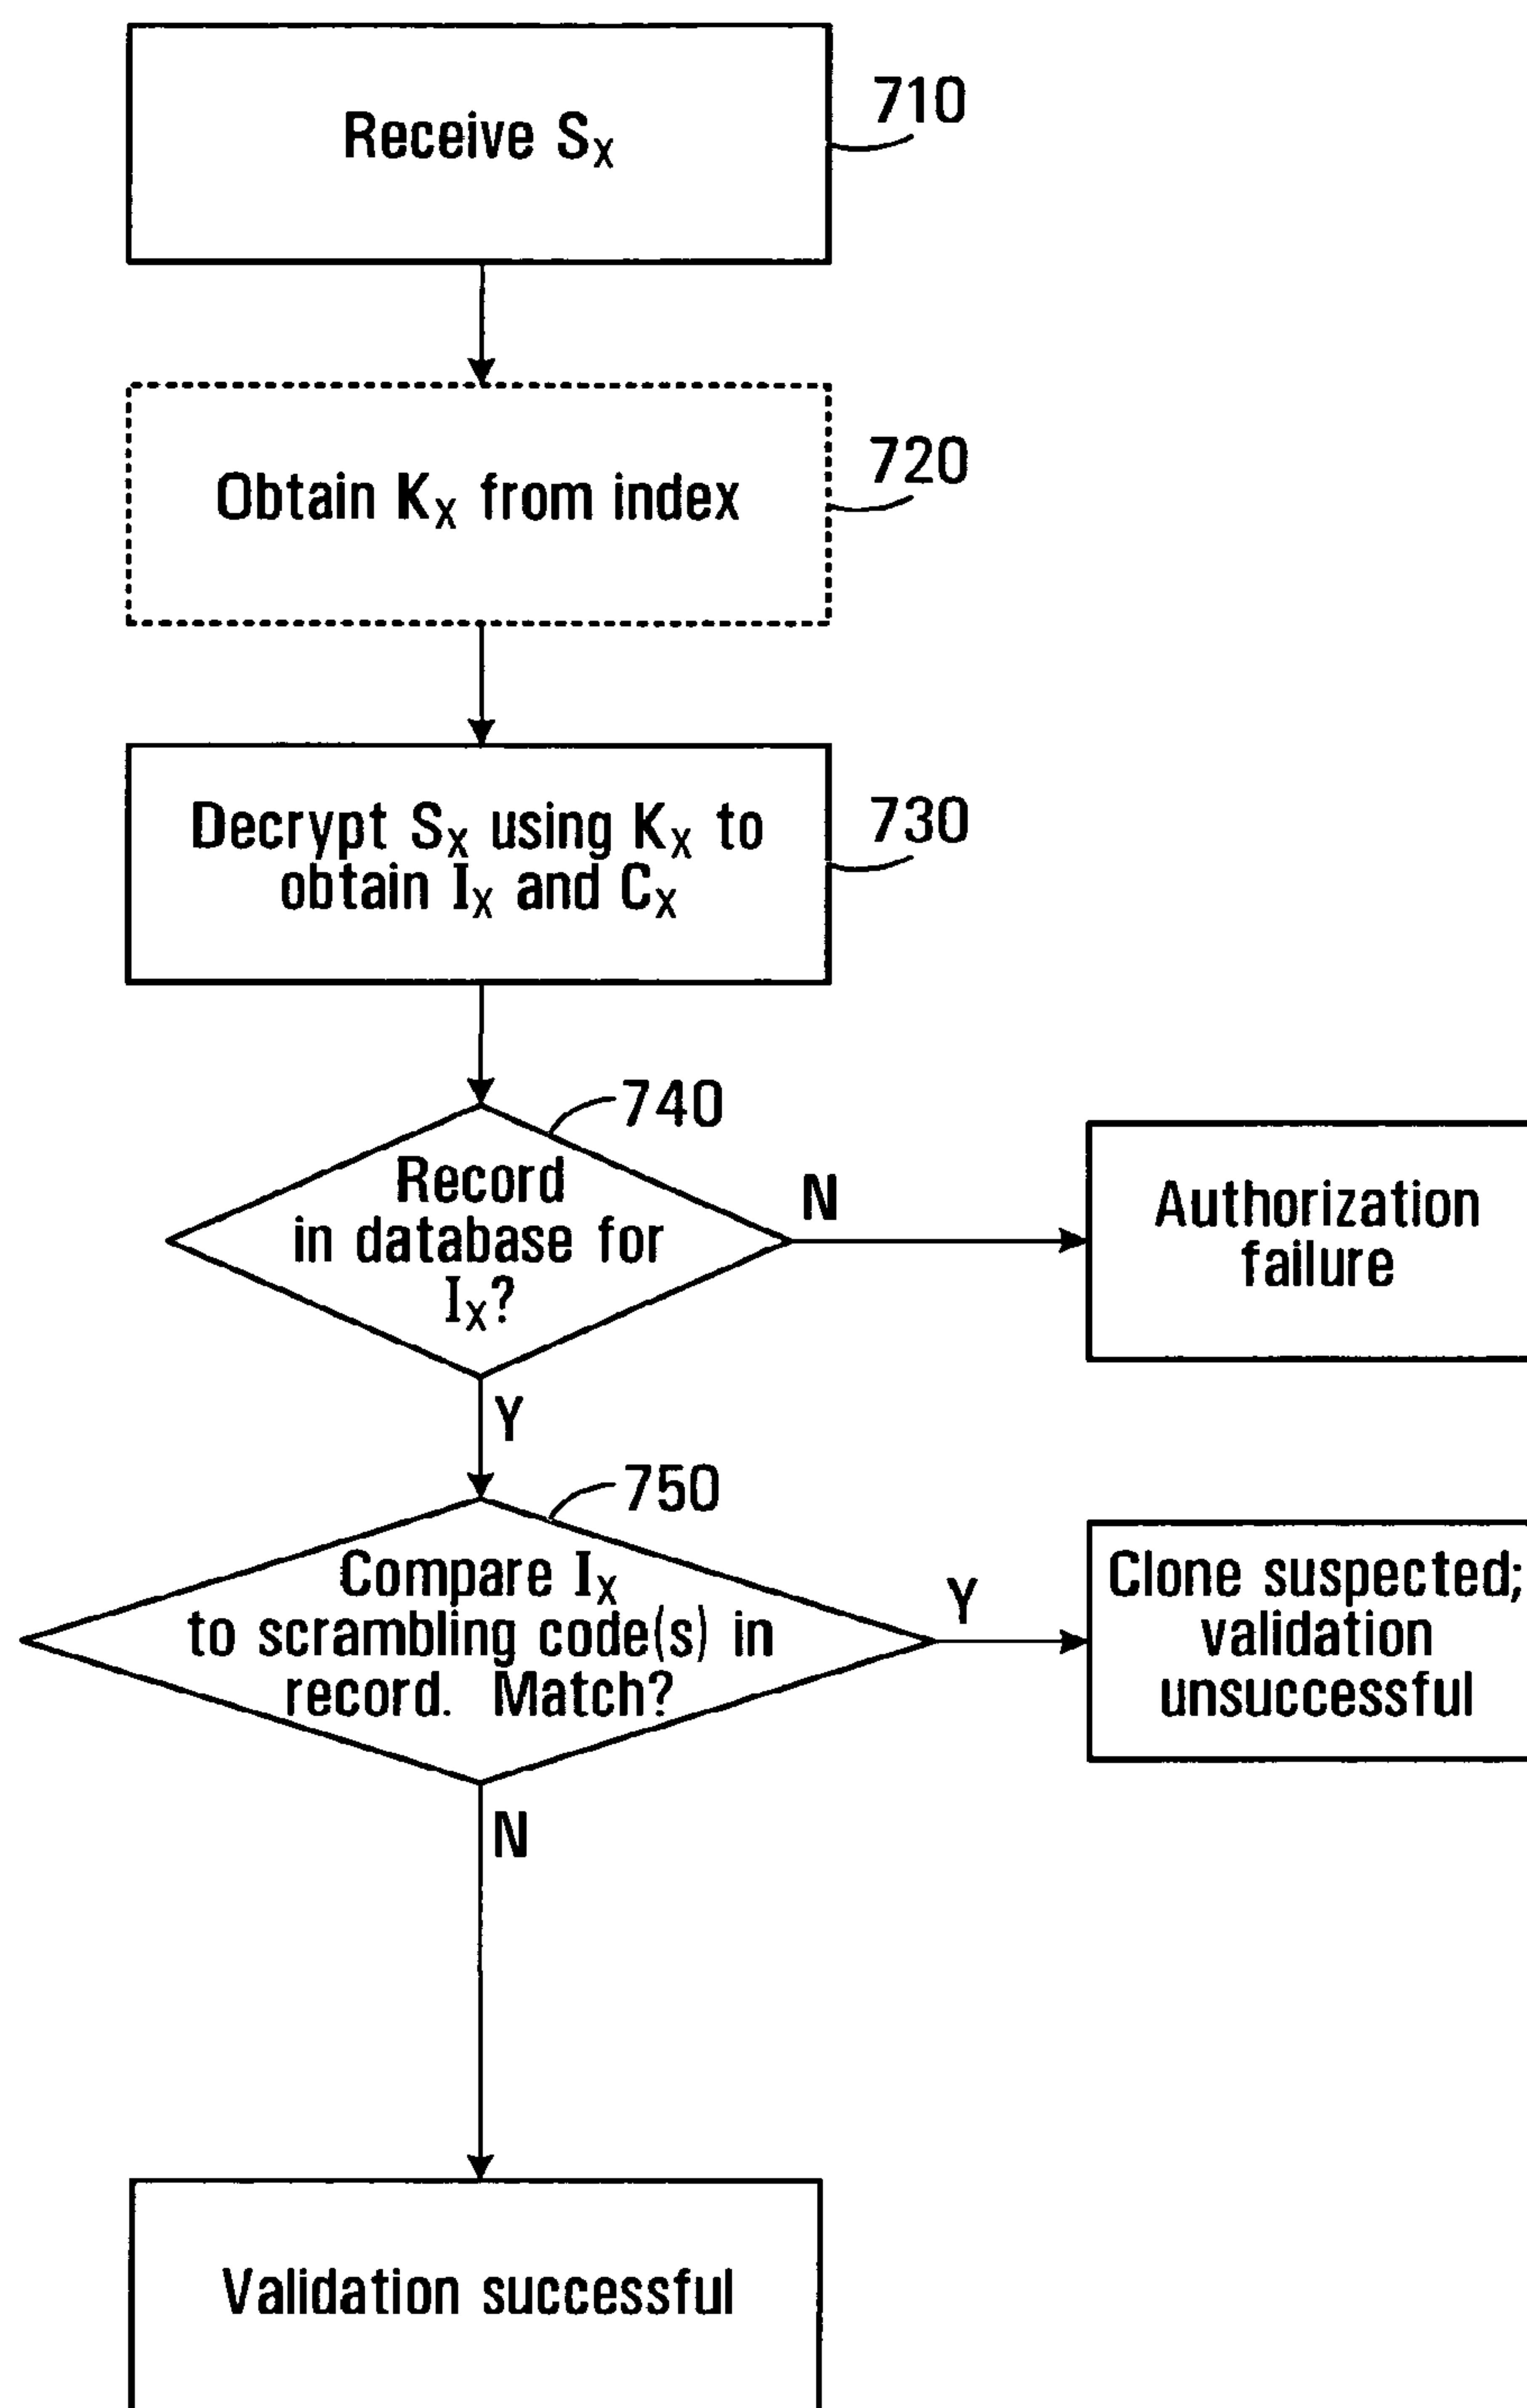 Receive Sx
710
Obtain Kx from index
720
Decrypt Sx using Kx to
obtain Ix and Cx
730
740
Record
in database for
Ix?
N
Authorization
failure
Y
750
Compare Ix
to scrambling code(s) in
record. Match?
Y
Clone suspected;
validation
unsuccessful
N
Validation successful